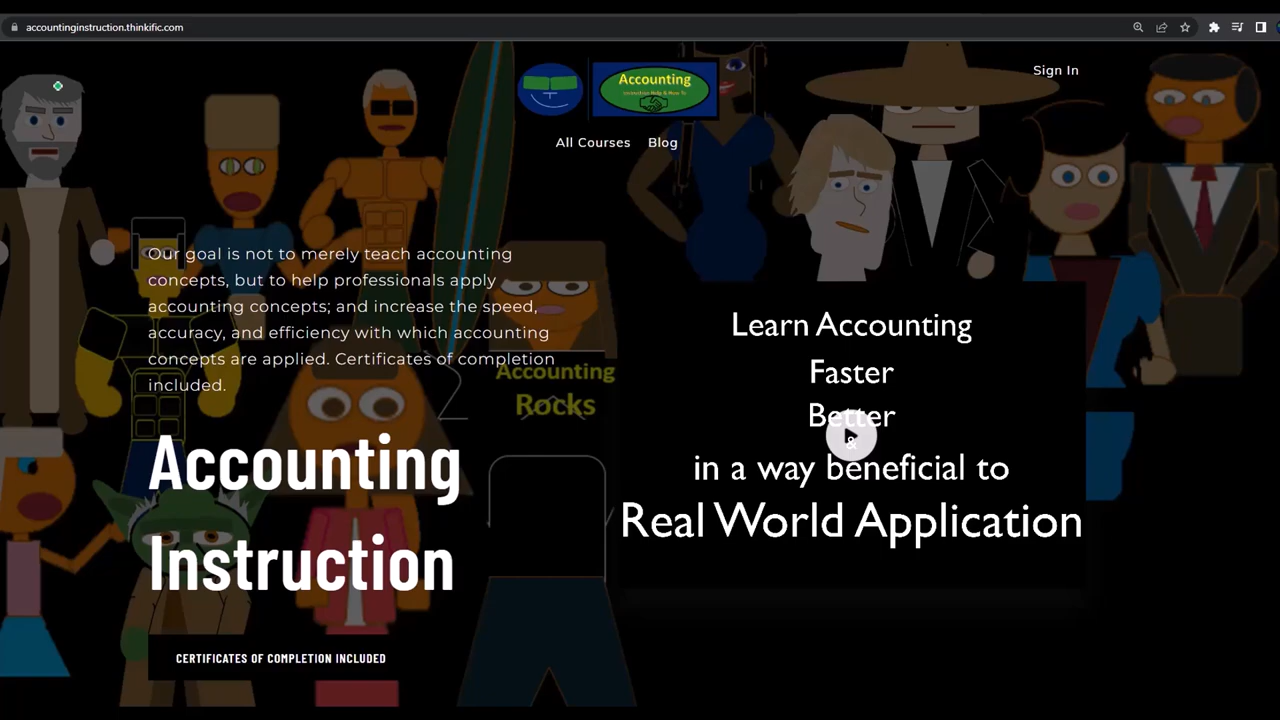 accountinginstruction.thinkific.com
Sign In
Accounting
All Courses Blog
Our goal is not to merely teach accounting
concepts, but to help professionals apply
accounting concepts; and increase the speed,
accuracy, and efficiency with which accounting
concepts are applied. Certificates of completion
included.
Accounting
Rocks
Accounting
Instruction
CERTIFICATES OF COMPLETION INCLUDED
Learn Accounting
Faster
Better
&
in a way beneficial to
Real World Application